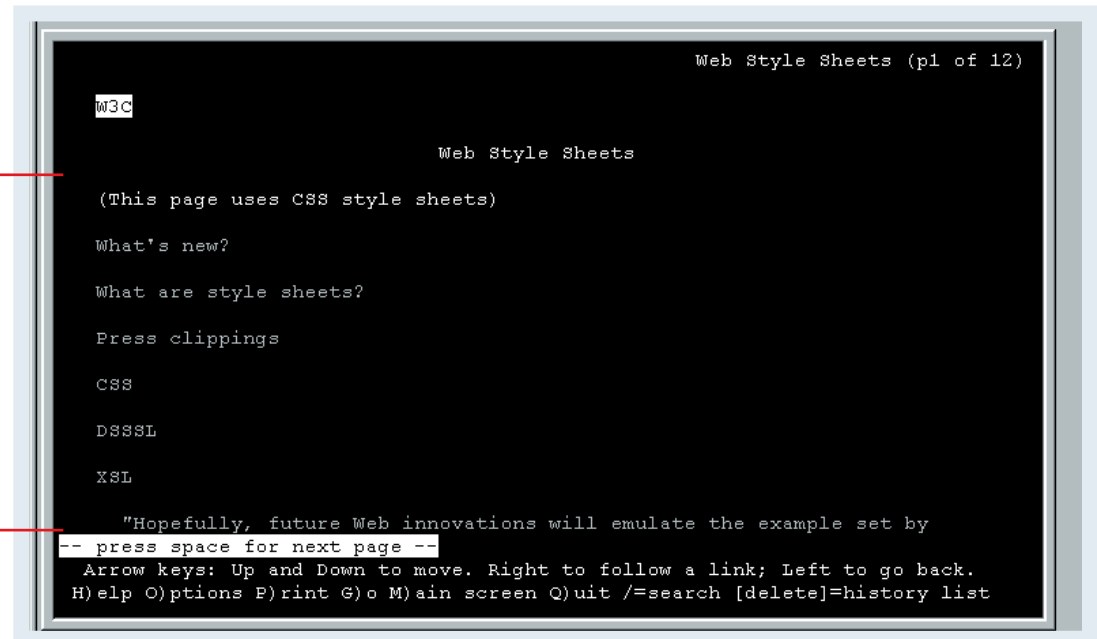 Web Style Sheets (p1 of 12)
W3C
Web Style Sheets
(This page uses CSS style sheets)
What's new?
What are style sheets?
Press clippings
CSS
DSSSL
XSL
"Hopefully, future Web innovations will emulate the example set by
-- press space for next page --
Arrow keys: Up and Down to move. Right to follow a link; Left to go back.
H)elp O)ptions P)rint G)o M)ain screen Q)uit /=search [delete]=history list